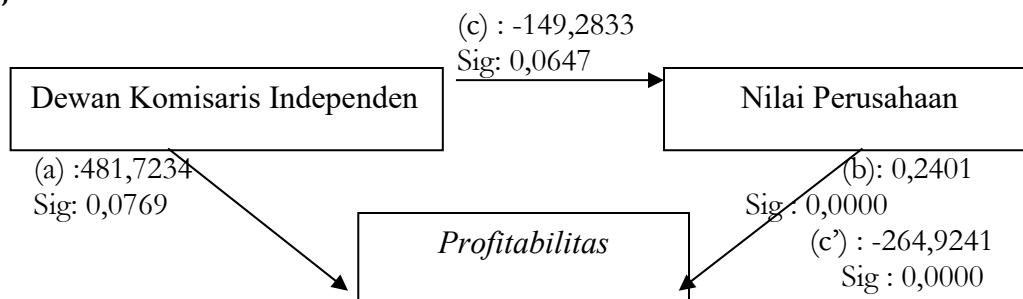 (c) : -149,2833
Sig: 0,0647
Dewan Komisaris Independen
Nilai Perusahaan
(a) :481,7234
Sig: 0,0769
(b): 0,2401
Sig : 0,0000
Profitabilitas
(c’) : -264,9241
Sig : 0,0000